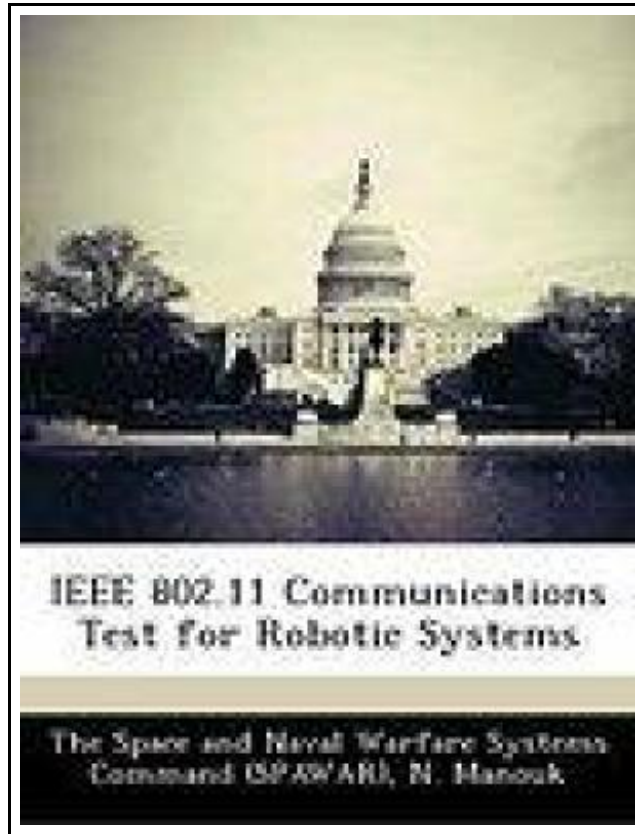 IEEE 802.11 Communications
Test for Robotic Systems
The Space and Naval Warfare Systems
Command (SPAWAR), N. Manouk